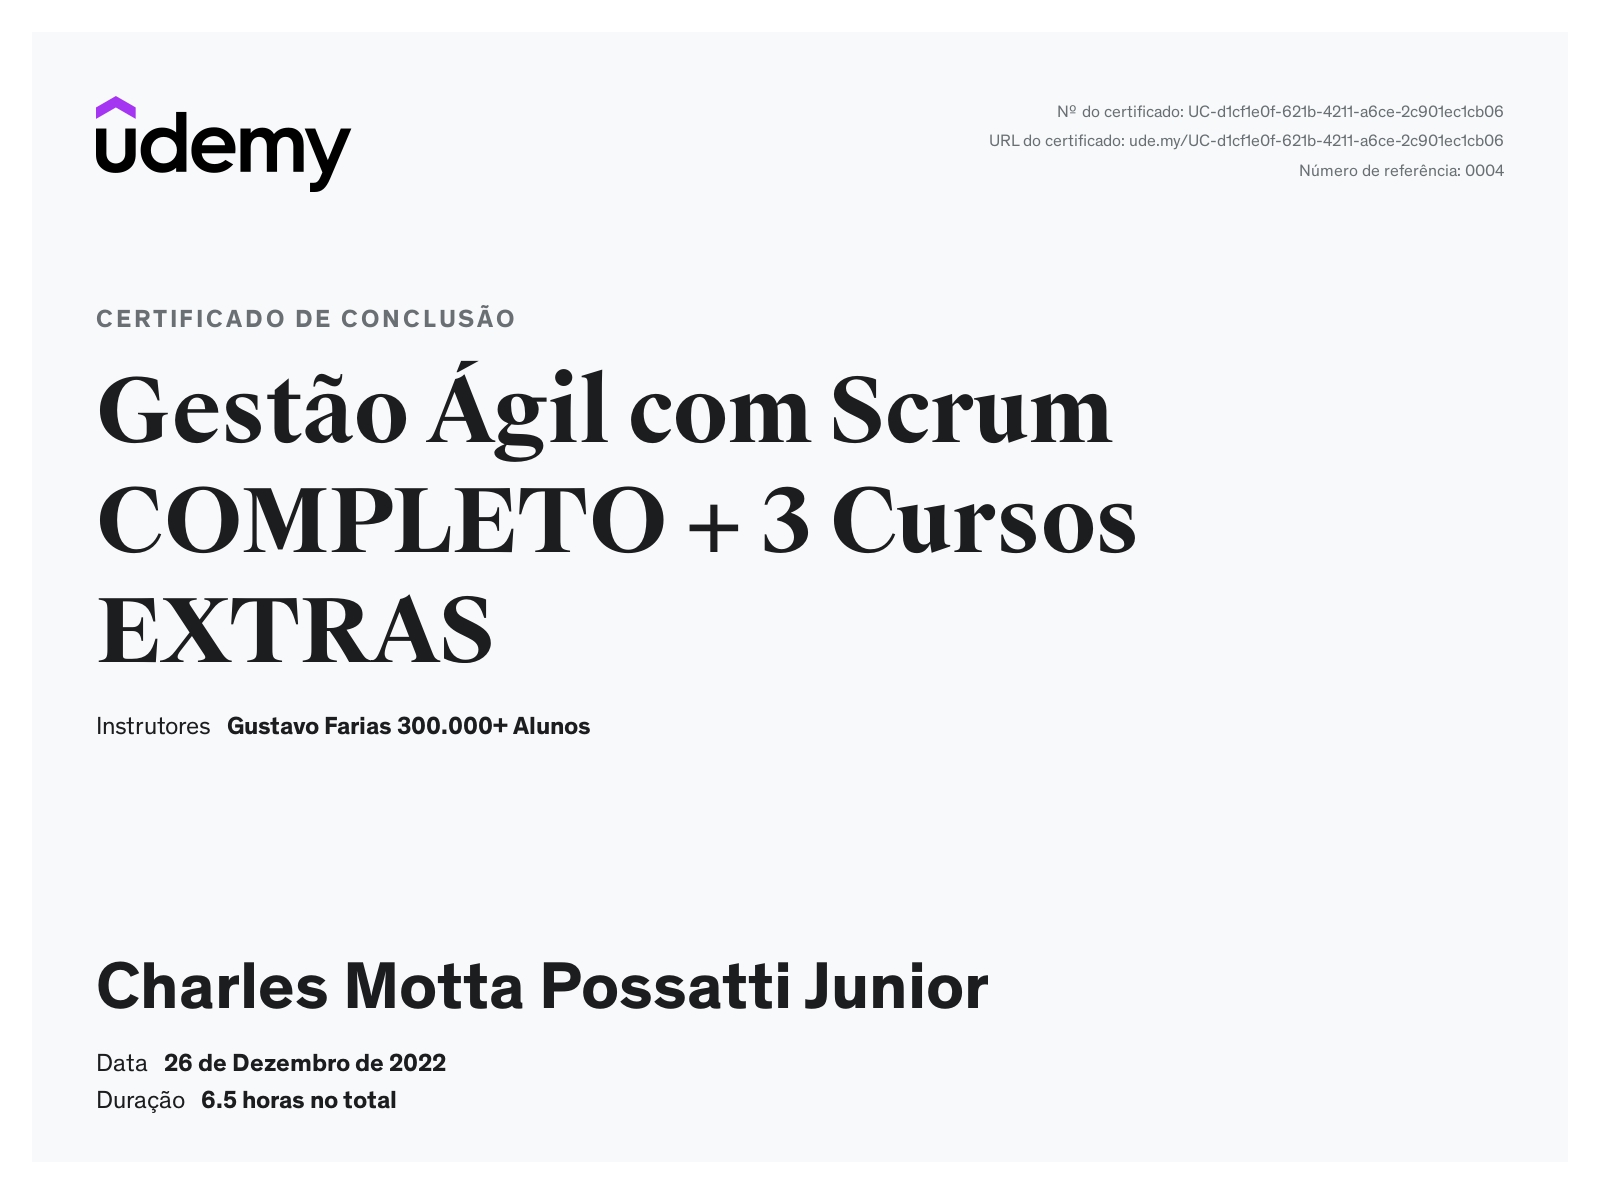 udemy
Nº do certificado: UC-d1cf1e0f-621b-4211-a6ce-2c901ec1cb06
URL do certificado: ude.my/UC-d1cf1e0f-621b-4211-a6ce-2c901ec1cb06
Número de referência: 0004
CERTIFICADO DE CONCLUSÃO
Gestão Ágil com Scrum
COMPLETO + 3 Cursos
EXTRAS
Instrutores Gustavo Farias 300.000+ Alunos
Charles Motta Possatti Junior
Data 26 de Dezembro de 2022
Duração 6.5 horas no total